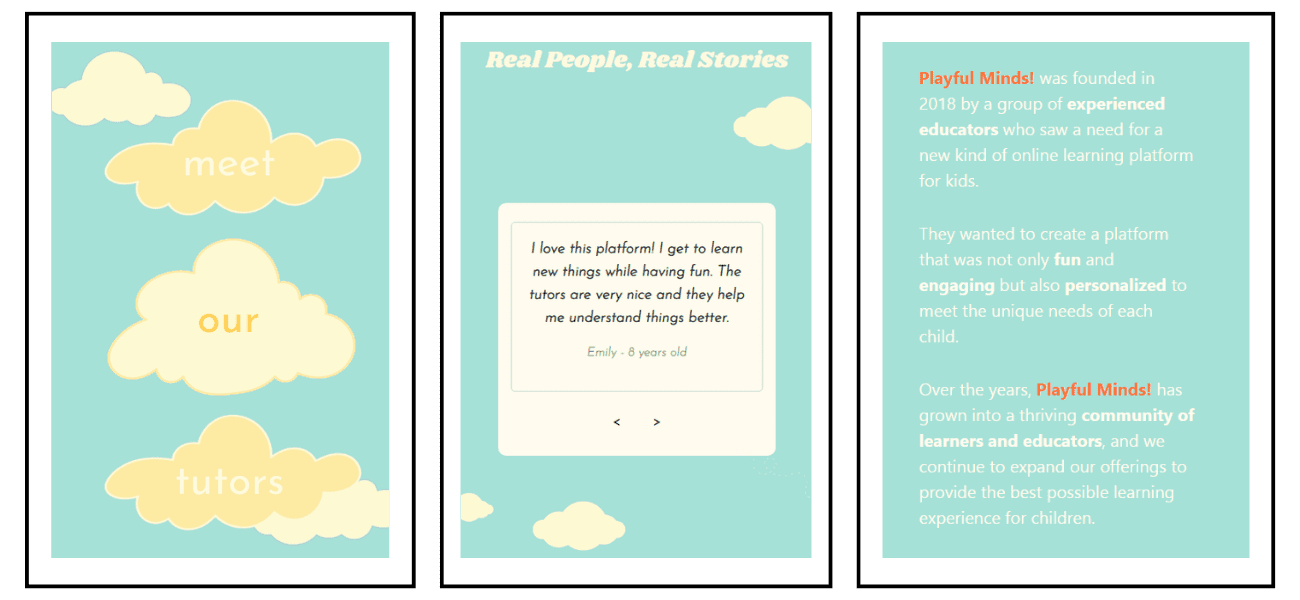 meet
our
tutors
Real People, Real Stories
I love this platform! I get to learn
new things while having fun. The
tutors are very nice and they help
me understand things better.
Emily - 8 years old
< >
Playful Minds! was founded in
2018 by a group of experienced
educators who saw a need for a
new kind of online learning platform
for kids.
They wanted to create a platform
that was not only fun and
engaging but also personalized to
meet the unique needs of each
child.
Over the years, Playful Minds! has
grown into a thriving community of
learners and educators, and we
continue to expand our offerings to
provide the best possible learning
experience for children.